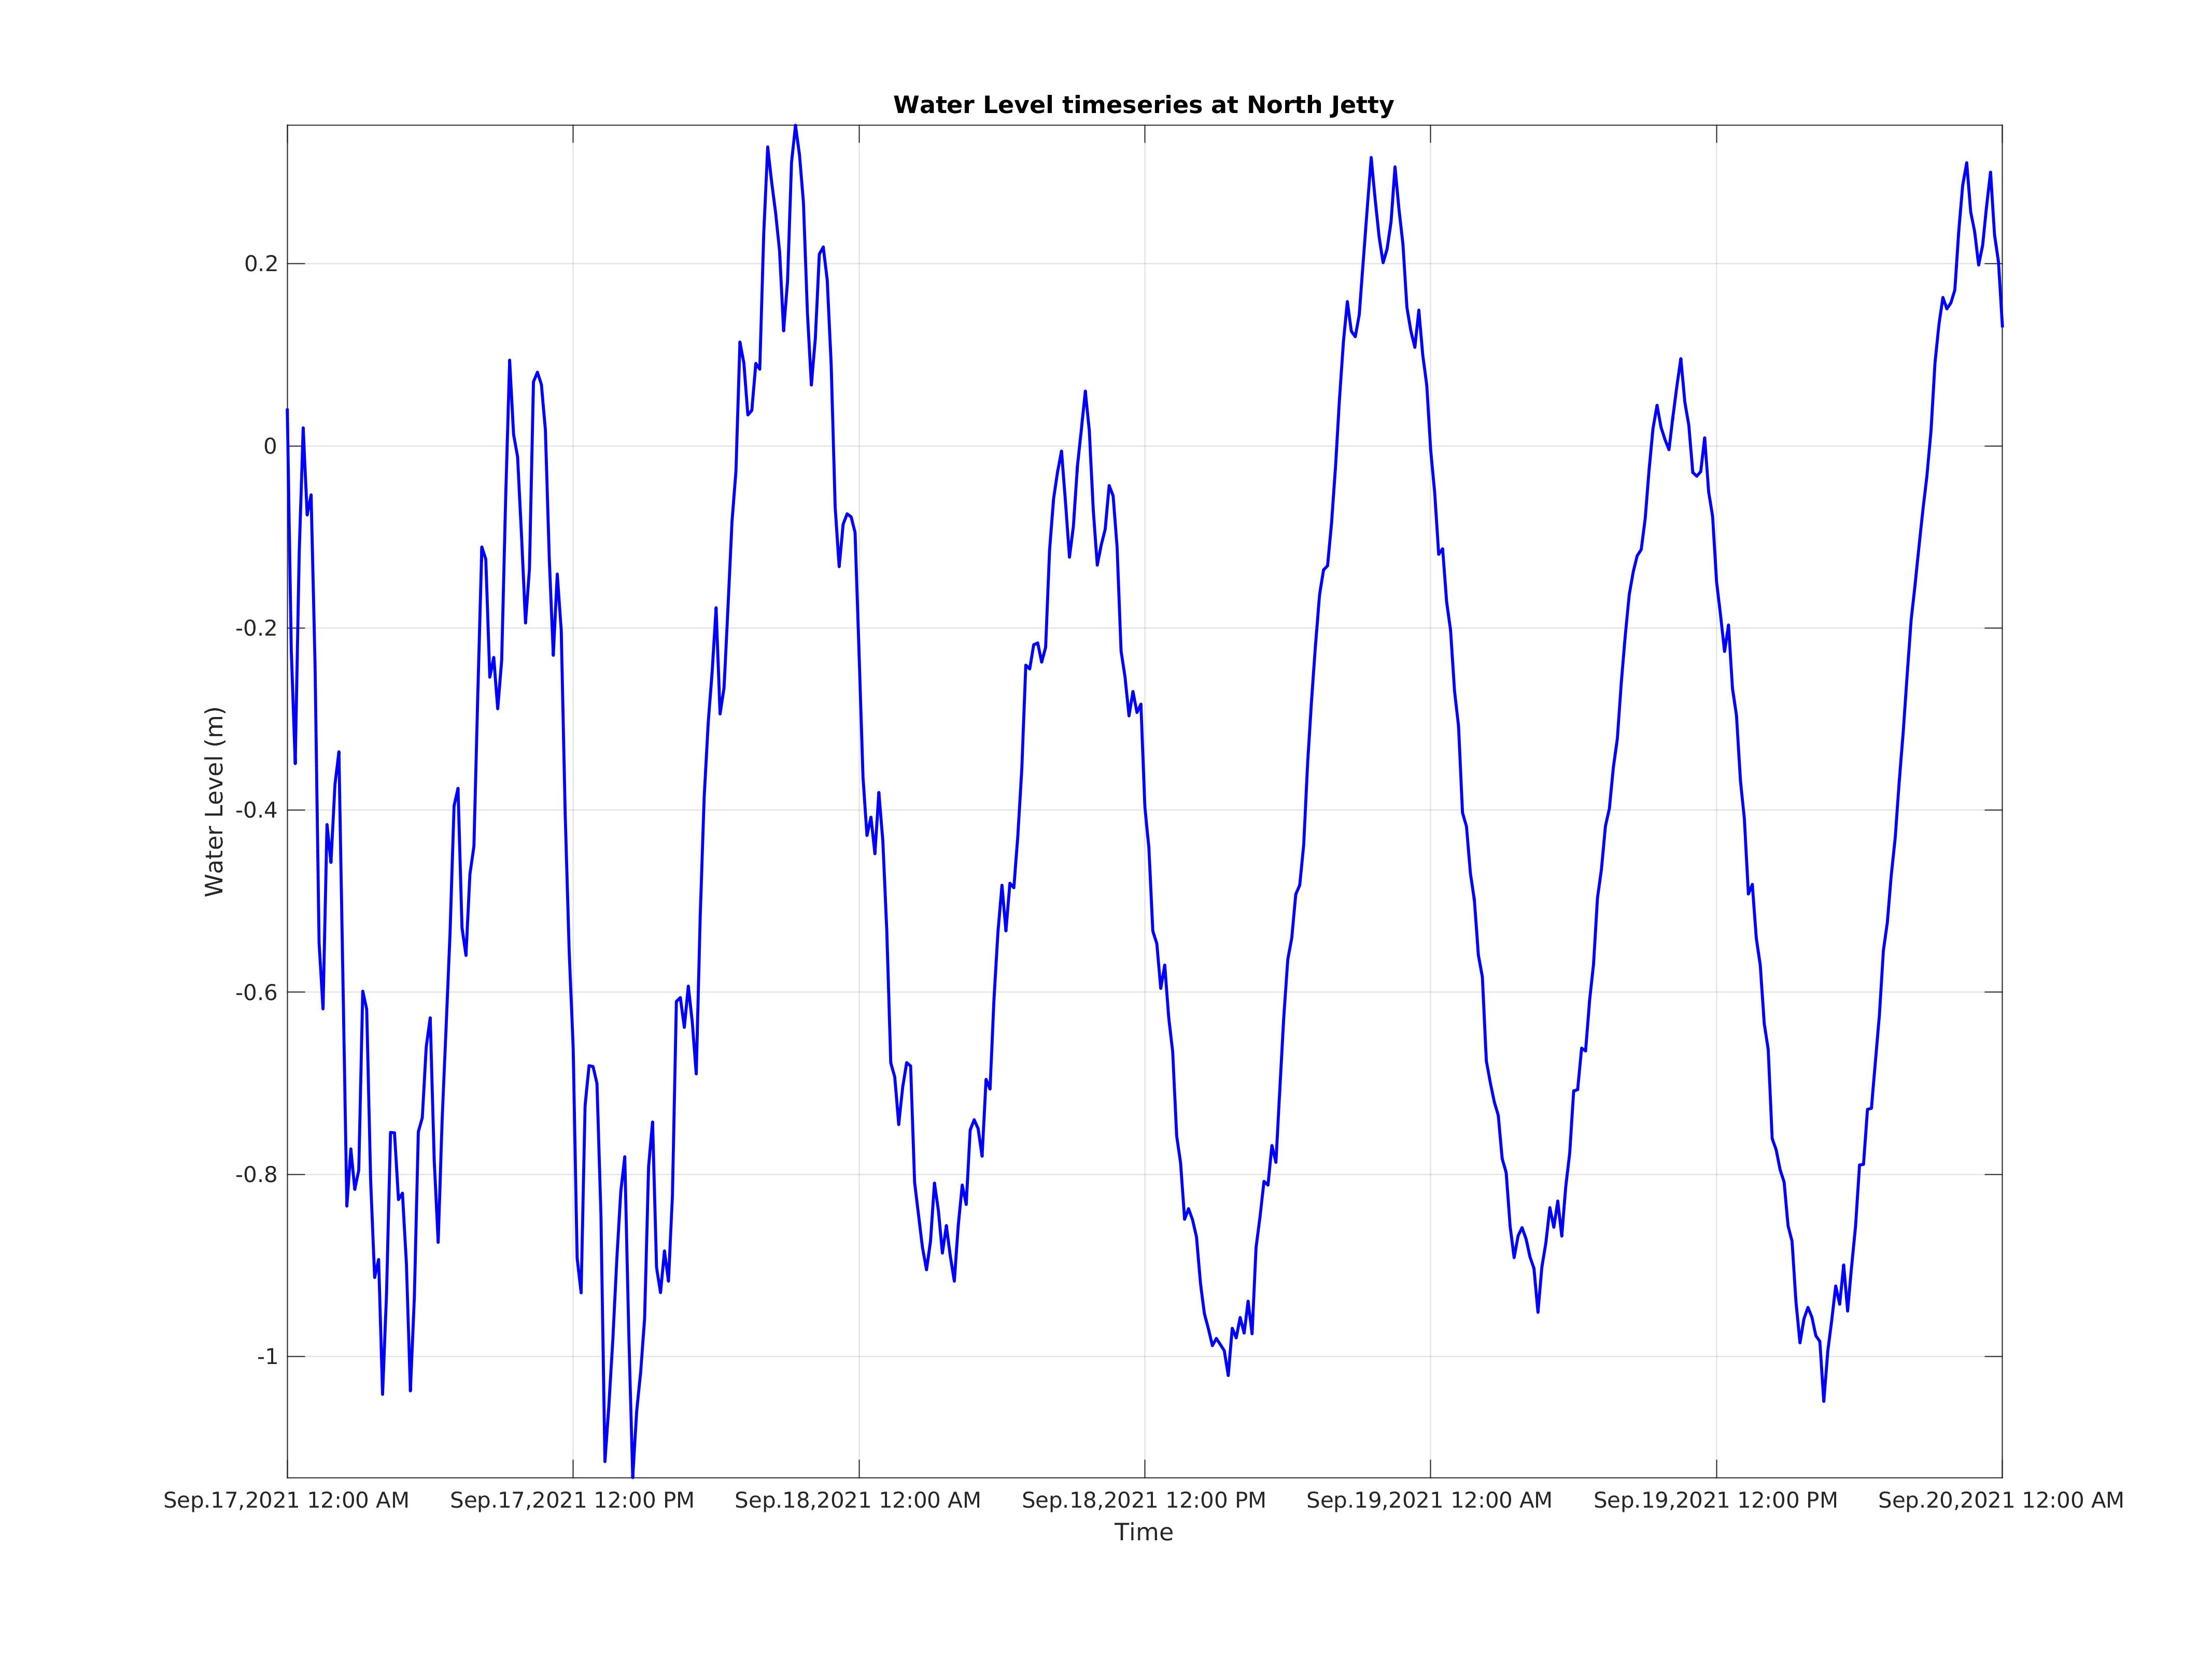 Water Level timeseries at North Jetty
Water Level (m)
0.2
0
-0.2
-0.4
-0.6
-0.8
-1
Sep.17,2021 12:00 AM
Sep.17,2021 12:00 PM
Sep.18,2021 12:00 AM
Sep.18,2021 12:00 PM
Sep.19,2021 12:00 AM
Sep.19,2021 12:00 PM
Sep.20,2021 12:00 AM
Time